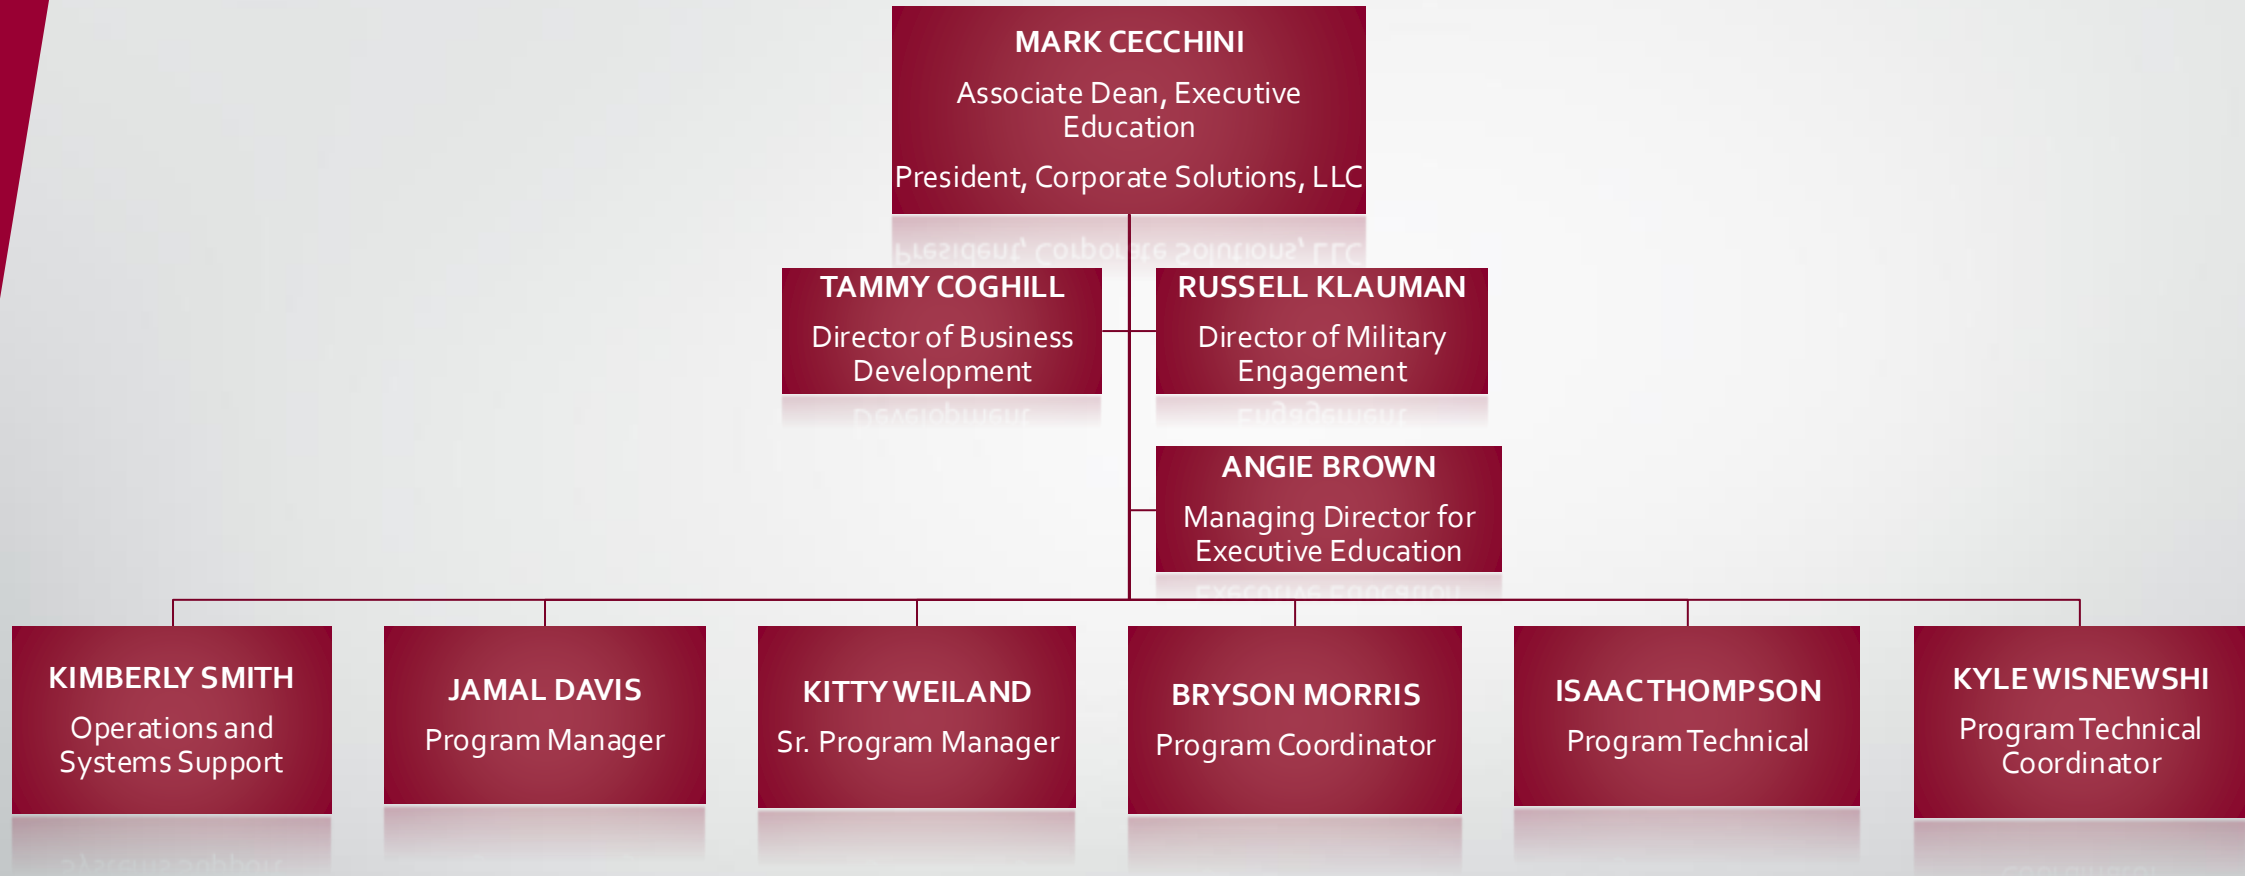 MARK CECCHINI
Associate Dean, Executive
Education
President, Corporate Solutions, LLC
TAMMY COGHILL
Director of Business
Development
RUSSELL KLAUMAN
Director of Military
Engagement
ANGIE BROWN
Managing Director for
Executive Education
KIMBERLY SMITH
Operations and
Systems Support
JAMAL DAVIS
Program Manager
KITTY WEILAND
Sr. Program Manager
BRYSON MORRIS
Program Coordinator
ISAAC THOMPSON
Program Technical
KYLE WISNEWSHI
Program Technical
Coordinator